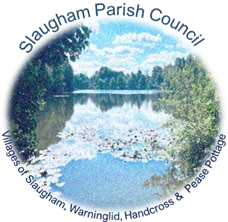 Slaugham Parish Council
Villages of Slaugham, Warninglid, Handcross & Pease Pottage